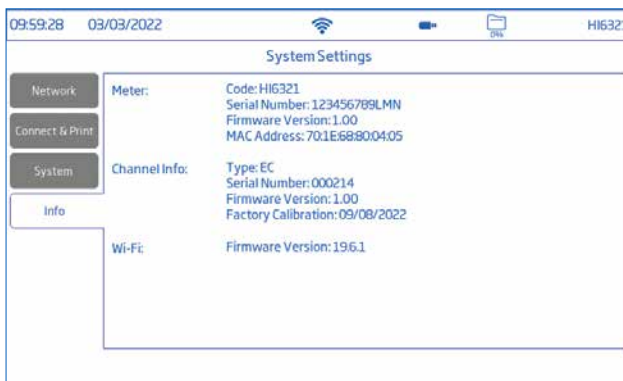 09:59:28 03/03/2022 HI6321
System Settings
Network
Connect & Print
System
Info
Meter: Code: HI6321
Serial Number: 123456789LMN
Firmware Version: 1.00
MAC Address: 70:1E:68:80:04:05
Channel Info: Type: EC
Serial Number: 000214
Firmware Version: 1.00
Factory Calibration: 09/08/2022
Wi-Fi: Firmware Version: 19.6.1